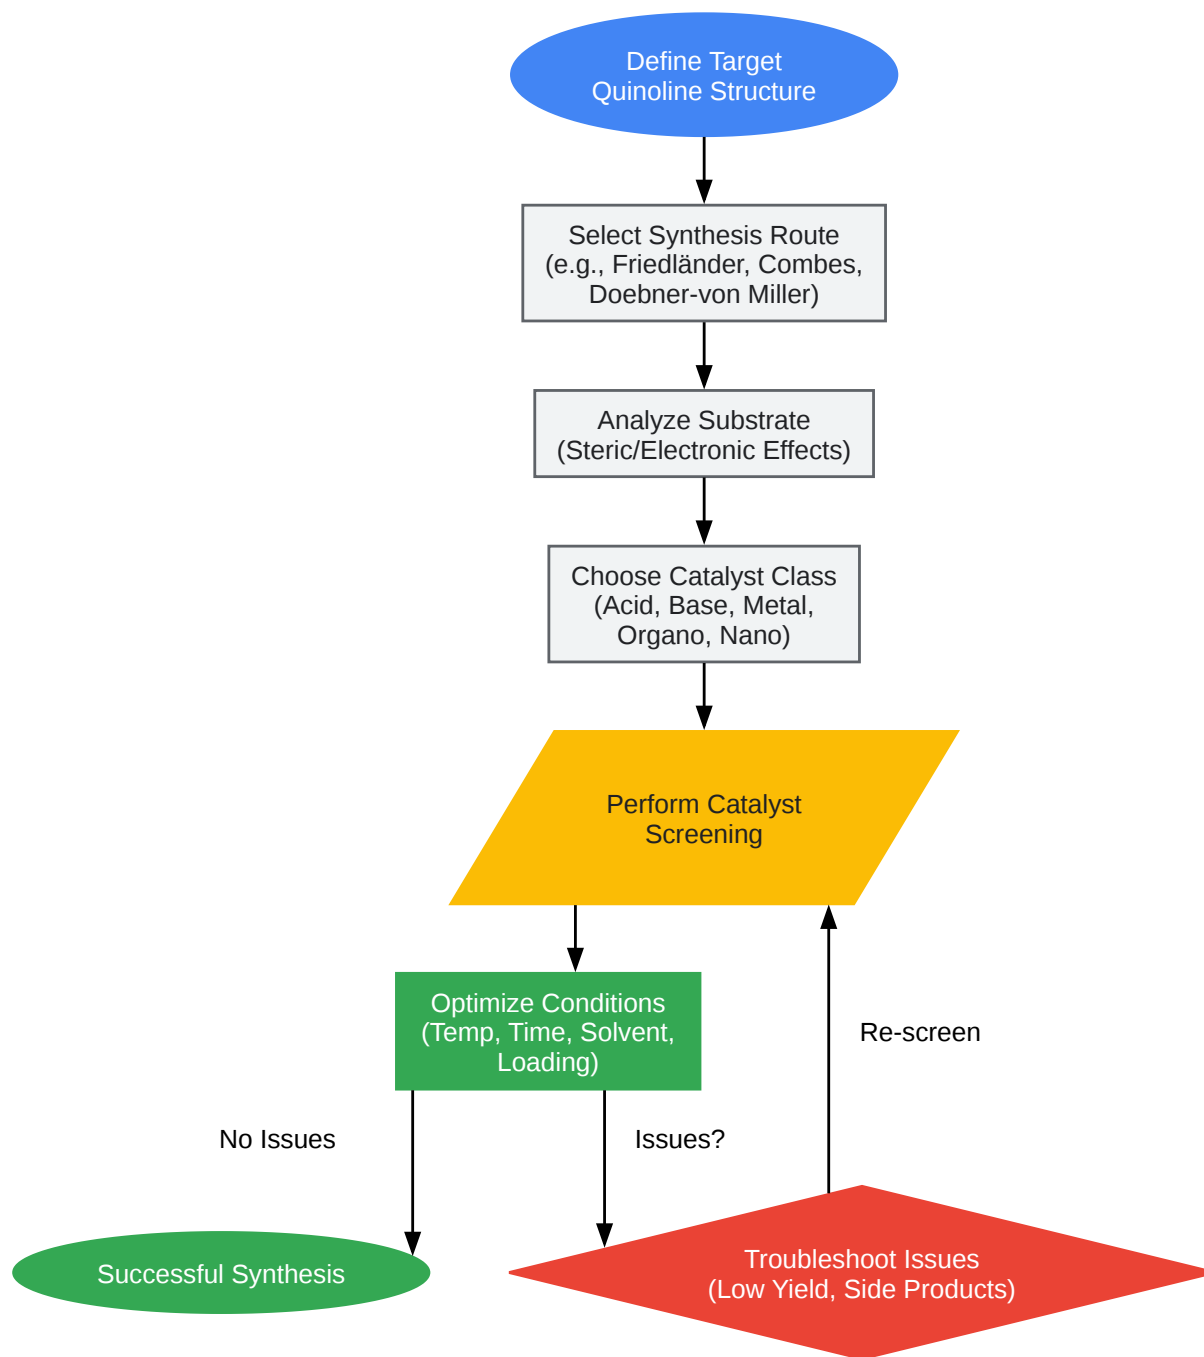 Define Target
Quinoline Structure
Select Synthesis Route
(e.g., Friedländer, Combes,
Doebner-von Miller)
Analyze Substrate
(Steric/Electronic Effects)
Choose Catalyst Class
(Acid, Base, Metal,
Organo, Nano)
Perform Catalyst
Screening
Optimize Conditions
(Temp, Time, Solvent,
Loading)
Re-screen
No Issues
Issues?
Successful Synthesis
Troubleshoot Issues
(Low Yield, Side Products)